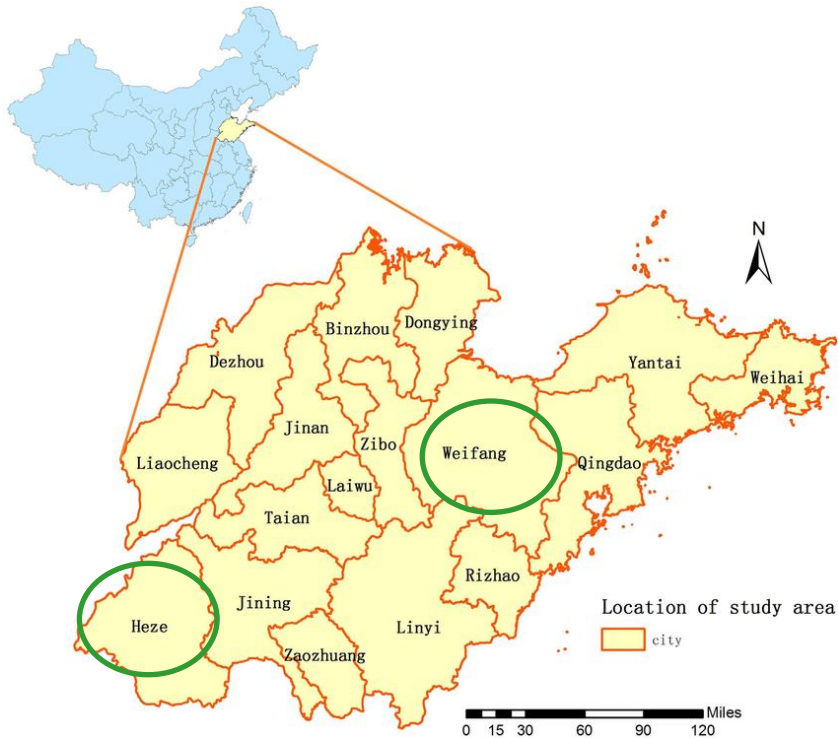 N
Binzhou
Dongying
Dezhou
Yantai
Weihai
Jinan
Zibo
Weifang
Liaocheng
Qingdao
Laiwu
Taian
Rizhao
Jining
Heze
Linyi
Zaozhuang
Location of study area
city
Miles
0 15 30 60 90 120